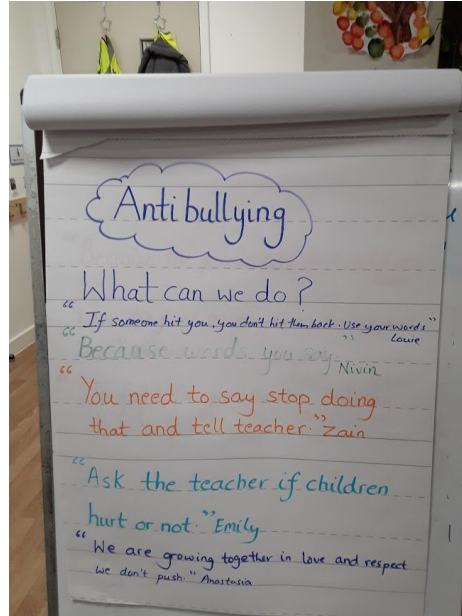 Antibullying
What can we do?
"If someone hit you, you don't hit them back. Use your words"
Louie
"Because words you say" Nivin
"You need to say stop doing
that and tell teacher." Zain
"Ask the teacher if children
hurt or not." Emily
"We are growing together in love and respect
we don't push." Anastasia